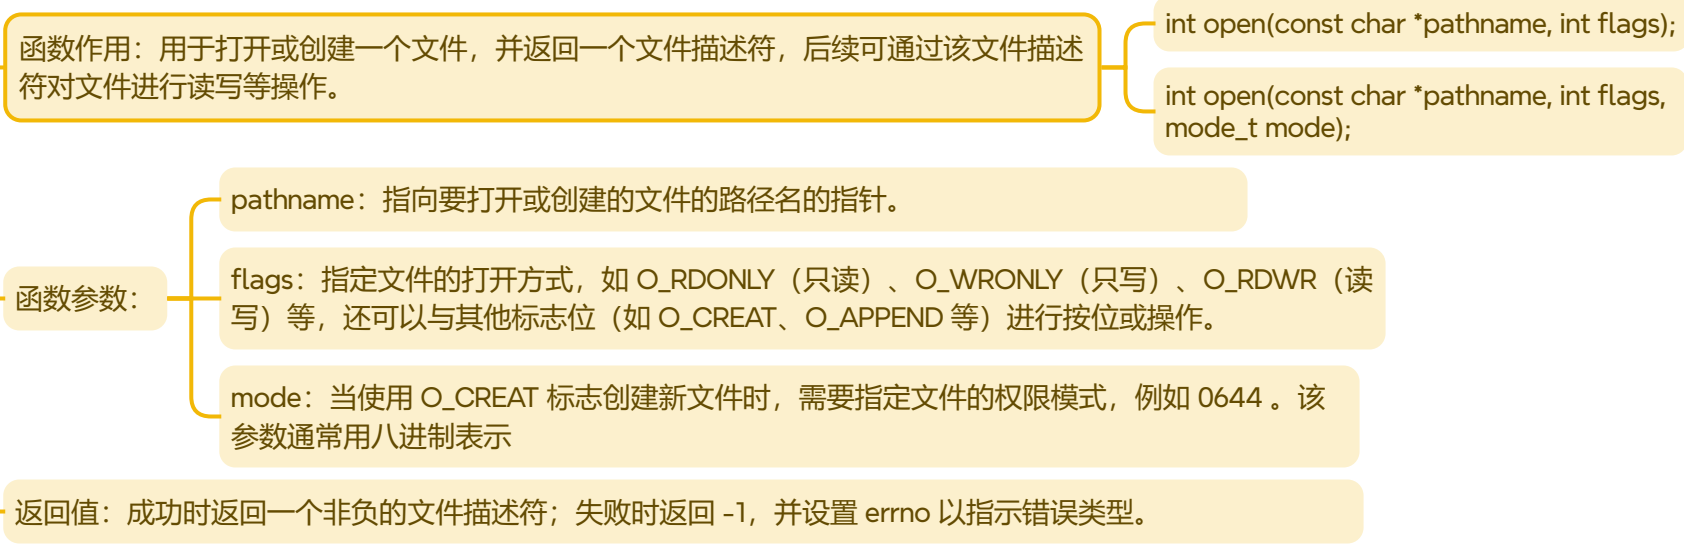 函数作用：用于打开或创建一个文件，并返回一个文件描述符，后续可通过该文件描述
符对文件进行读写等操作。
int open(const char *pathname, int flags);
int open(const char *pathname, int flags,
mode_t mode);
函数参数：
pathname：指向要打开或创建的文件的路径名的指针。
flags：指定文件的打开方式，如 O_RDONLY（只读）、O_WRONLY（只写）、O_RDWR（读
写）等，还可以与其他标志位（如 O_CREAT、O_APPEND 等）进行按位或操作。
mode：当使用 O_CREAT 标志创建新文件时，需要指定文件的权限模式，例如 0644 。该
参数通常用八进制表示
返回值：成功时返回一个非负的文件描述符；失败时返回 -1，并设置 errno 以指示错误类型。